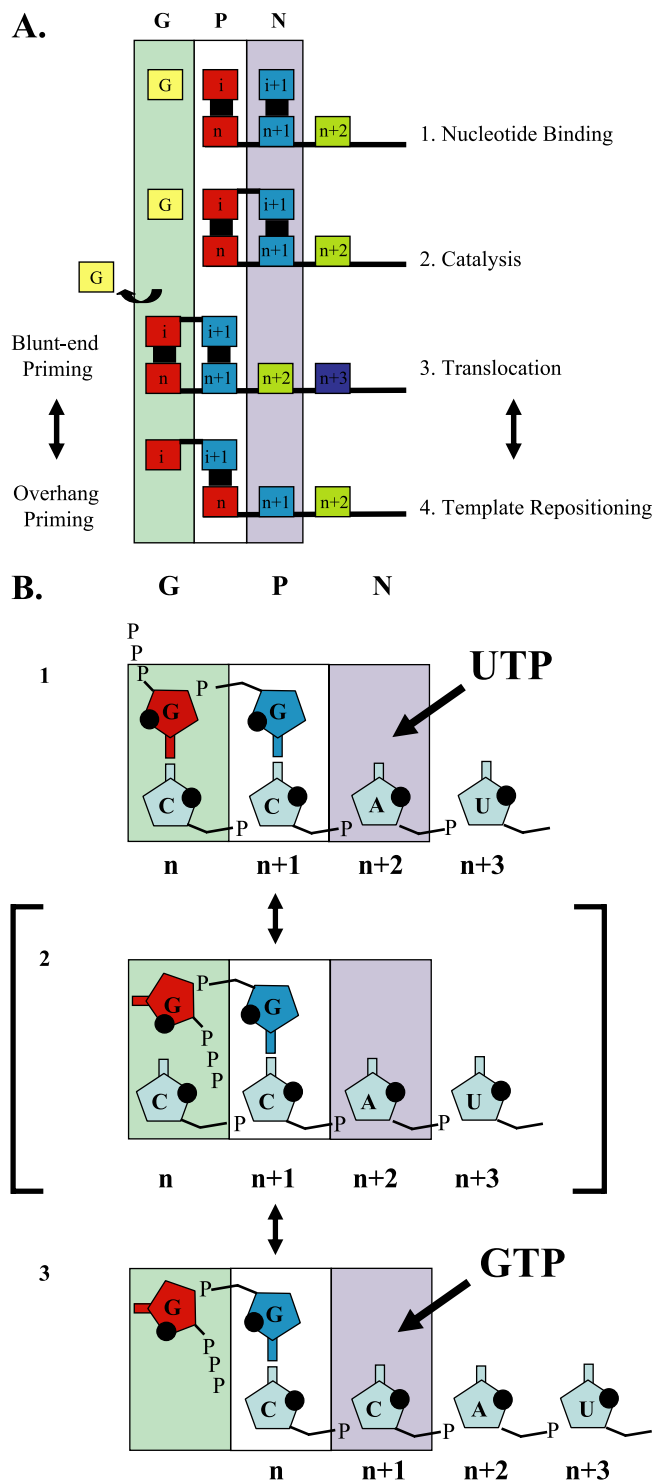 A.
G P N
G i i+1
n n+1 n+2 1. Nucleotide Binding
G i i+1
n n+1 n+2 2. Catalysis
G
i i+1
Blunt-end
Priming
n n+1 n+2 n+3 3. Translocation
i i+1
Overhang
Priming
n n+1 n+2 4. Template Repositioning
B.
G P N
1
P
P
P
P
UTP
G G
C A U
C P C P A P U
n n+1 n+2 n+3
2
P
G G
P
P
P
C P C P A P U
n n+1 n+2 n+3
3
GTP
P
G G
P
P
P
C P C P A P U
n n+1 n+2 n+3